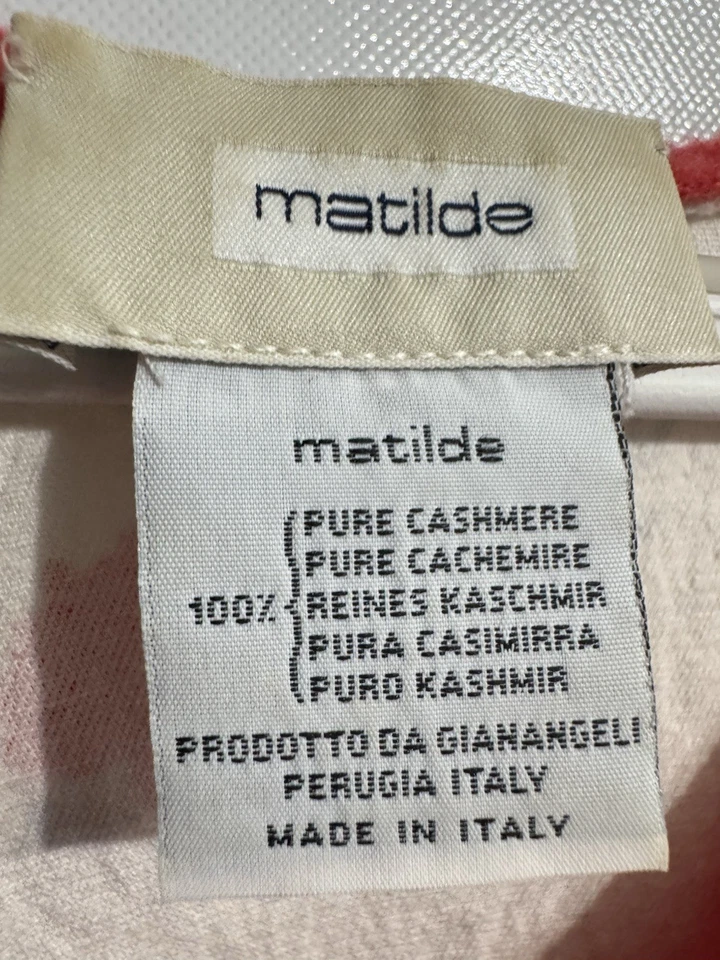 matilde
matilde
PURE CASHMERE
PURE CACHEMIRE
100% REINES KASCHMIR
PURA CASIMIRRA
PURO KASHMIR
PRODOTTO DA GIANANGELI
PERUGIA ITALY
MADE IN ITALY